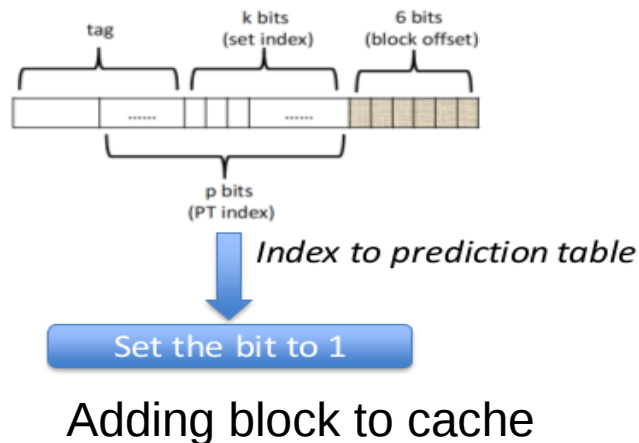 k bits
(set index)
6 bits
(block offset)
tag
......
......
p bits
(PT index)
Index to prediction table
Set the bit to 1
Adding block to cache